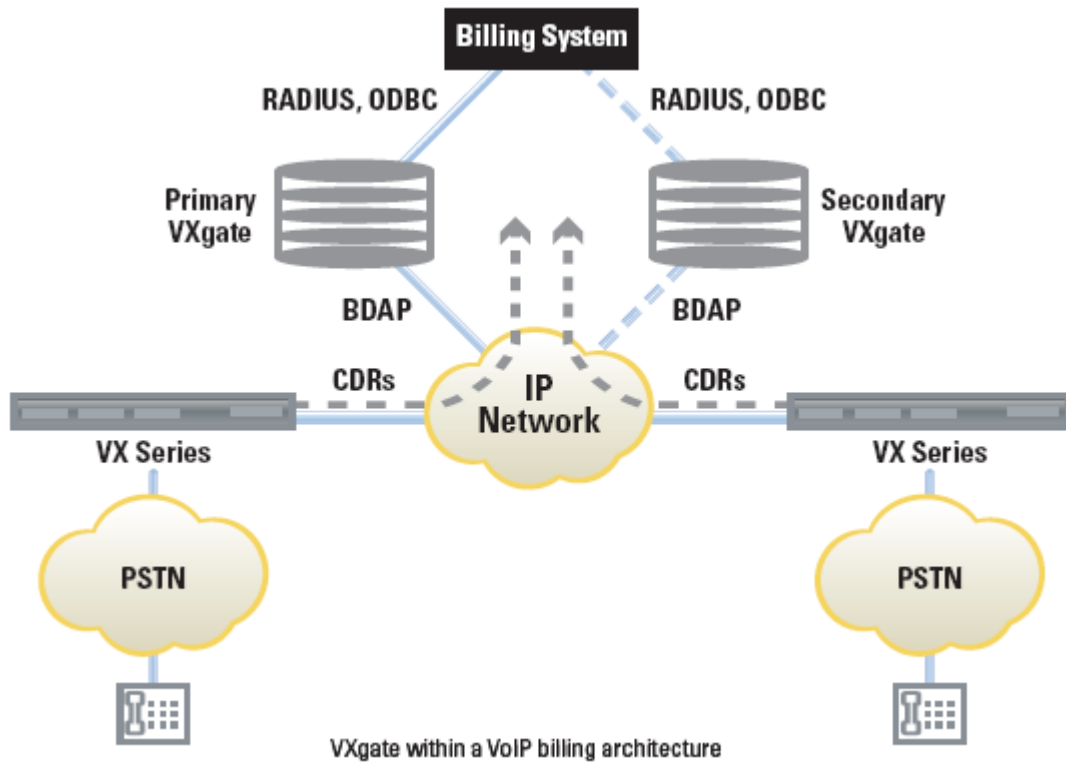 Billing System
RADIUS, ODBC
RADIUS, ODBC
Primary
VXgate
Secondary
VXgate
BDAP
BDAP
CDRs
IP
Network
CDRs
VX Series
VX Series
PSTN
PSTN
VXgate within a VoIP billing architecture